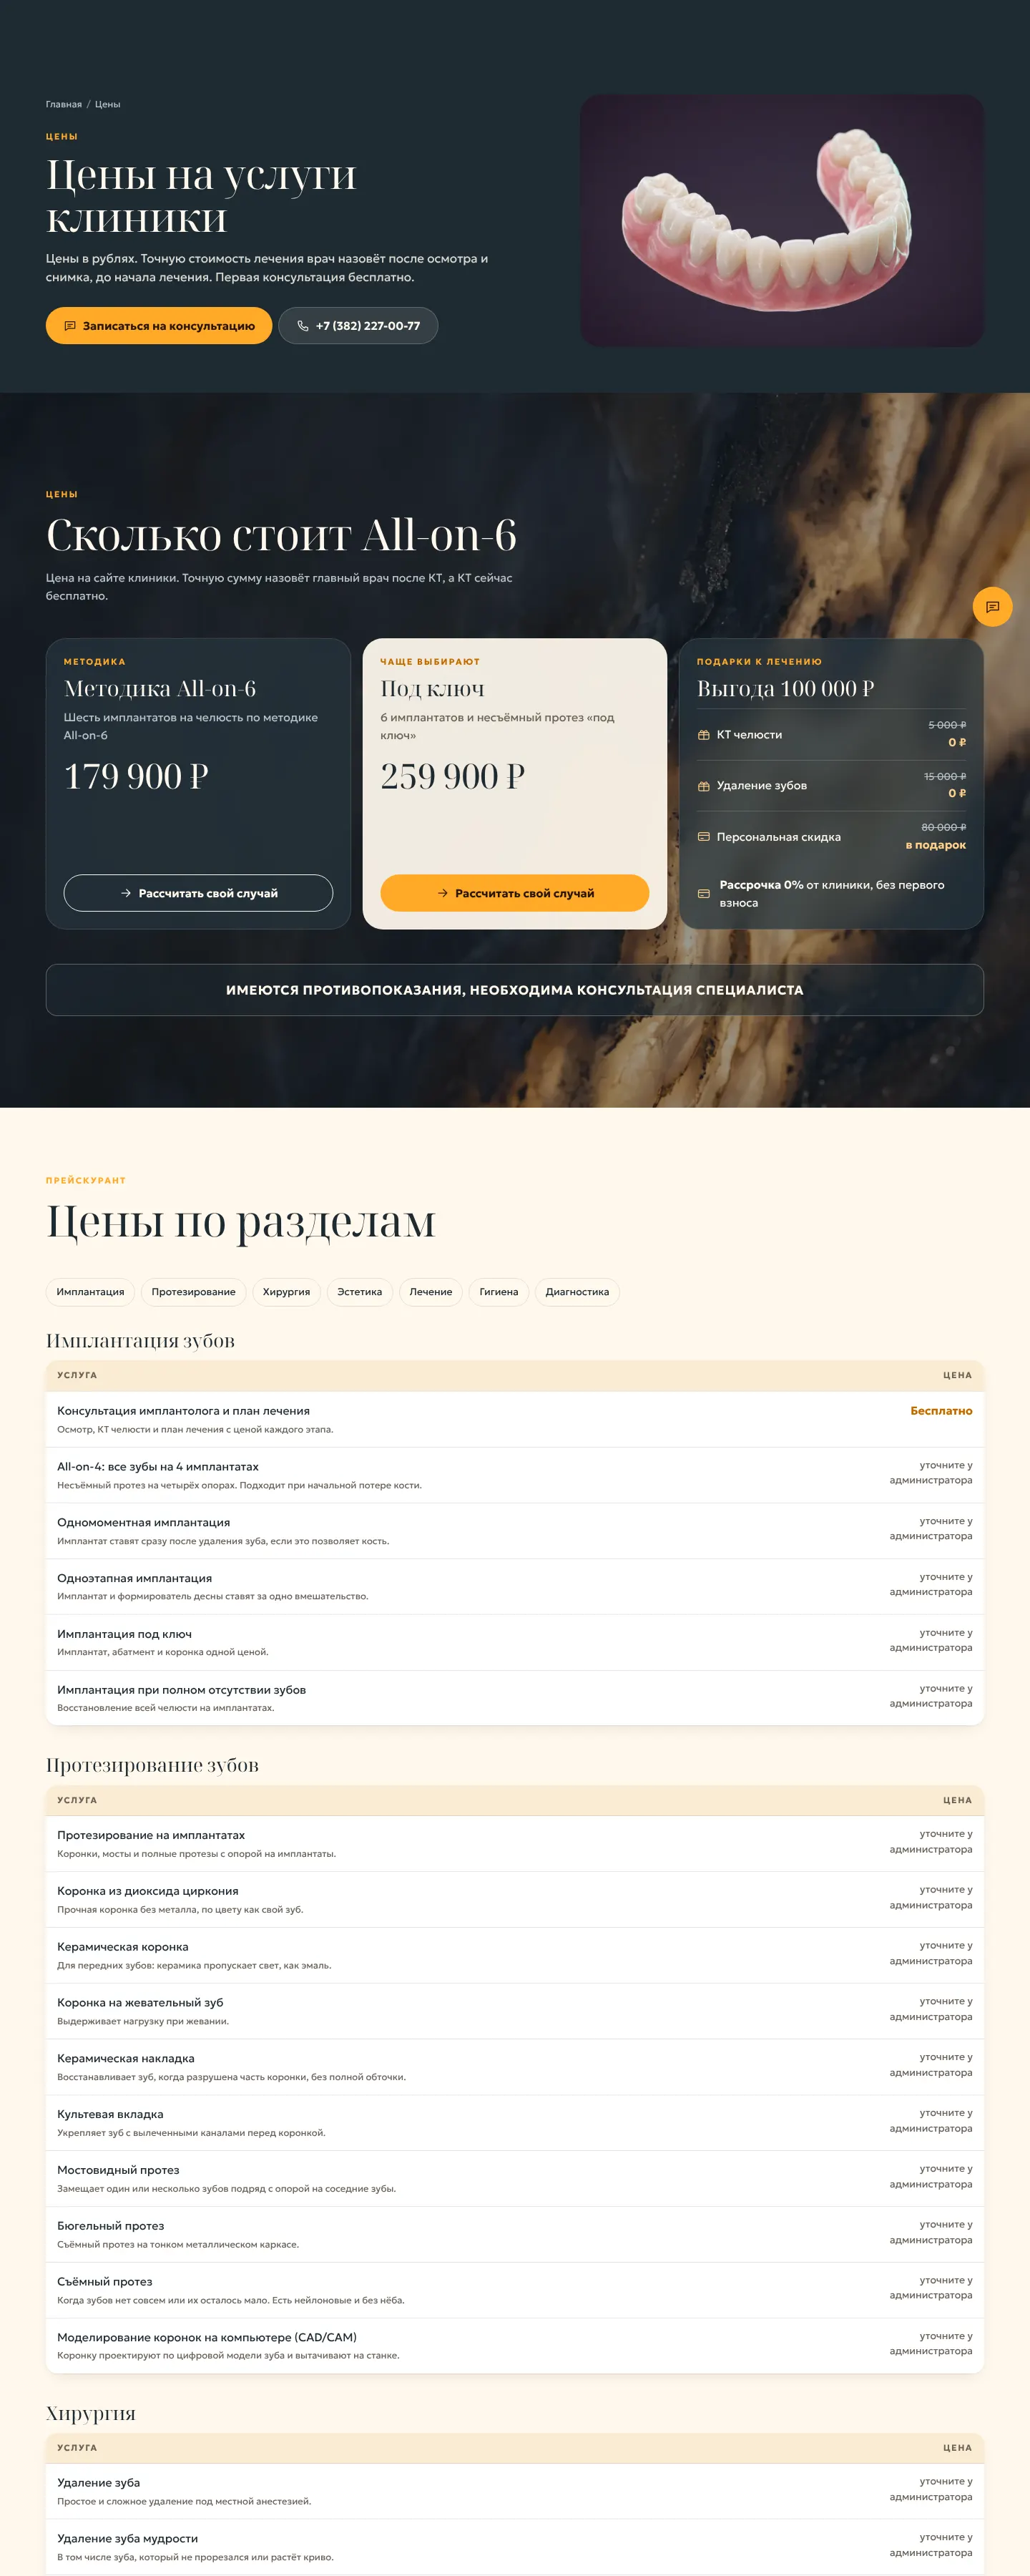 Главная / Цены
ЦЕНЫ
Цены на услуги
клиники
Цены в рублях. Точную стоимость лечения врач назовёт после осмотра и
снимка, до начала лечения. Первая консультация бесплатно.
Записаться на консультацию
+7 (382) 227-00-77
ЦЕНЫ
Сколько стоит All-on-6
Цена на сайте клиники. Точную сумму назовёт главный врач после КТ, а КТ сейчас
бесплатно.
МЕТОДИКА
Методика All-on-6
Шесть имплантатов на челюсть по методике
All-on-6
179 900 ₽
Рассчитать свой случай
ЧАЩЕ ВЫБИРАЮТ
Под ключ
6 имплантатов и несъёмный протез «под
ключ»
259 900 ₽
Рассчитать свой случай
ПОДАРКИ К ЛЕЧЕНИЮ
Выгода 100 000 ₽
КТ челюсти
5 000 ₽
0 ₽
Удаление зубов
15 000 ₽
0 ₽
Персональная скидка
80 000 ₽
в подарок
Рассрочка 0% от клиники, без первого
взноса
ИМЕЮТСЯ ПРОТИВОПОКАЗАНИЯ, НЕОБХОДИМА КОНСУЛЬТАЦИЯ СПЕЦИАЛИСТА
ПРЕЙСКУРАНТ
Цены по разделам
Имплантация
Протезирование
Хирургия
Эстетика
Лечение
Гигиена
Диагностика
Имплантация зубов
УСЛУГА
ЦЕНА
Консультация имплантолога и план лечения
Осмотр, КТ челюсти и план лечения с ценой каждого этапа.
Бесплатно
All-on-4: все зубы на 4 имплантатах
Несъёмный протез на четырёх опорах. Подходит при начальной потере кости.
уточните у
администратора
Одномоментная имплантация
Имплантат ставят сразу после удаления зуба, если это позволяет кость.
уточните у
администратора
Одноэтапная имплантация
Имплантат и формирователь десны ставят за одно вмешательство.
уточните у
администратора
Имплантация под ключ
Имплантат, абатмент и коронка одной ценой.
уточните у
администратора
Имплантация при полном отсутствии зубов
Восстановление всей челюсти на имплантатах.
уточните у
администратора
Протезирование зубов
УСЛУГА
ЦЕНА
Протезирование на имплантатах
Коронки, мосты и полные протезы с опорой на имплантаты.
уточните у
администратора
Коронка из диоксида циркония
Прочная коронка без металла, по цвету как свой зуб.
уточните у
администратора
Керамическая коронка
Для передних зубов: керамика пропускает свет, как эмаль.
уточните у
администратора
Коронка на жевательный зуб
Выдерживает нагрузку при жевании.
уточните у
администратора
Керамическая накладка
Восстанавливает зуб, когда разрушена часть коронки, без полной обточки.
уточните у
администратора
Культевая вкладка
Укрепляет зуб с вылеченными каналами перед коронкой.
уточните у
администратора
Мостовидный протез
Замещает один или несколько зубов подряд с опорой на соседние зубы.
уточните у
администратора
Бюгельный протез
Съёмный протез на тонком металлическом каркасе.
уточните у
администратора
Съёмный протез
Когда зубов нет совсем или их осталось мало. Есть нейлоновые и без нёба.
уточните у
администратора
Моделирование коронок на компьютере (CAD/CAM)
Коронку проектируют по цифровой модели зуба и вытачивают на станке.
уточните у
администратора
Хирургия
УСЛУГА
ЦЕНА
Удаление зуба
Простое и сложное удаление под местной анестезией.
уточните у
администратора
Удаление зуба мудрости
В том числе зуба, который не прорезался или растёт криво.
уточните у
администратора